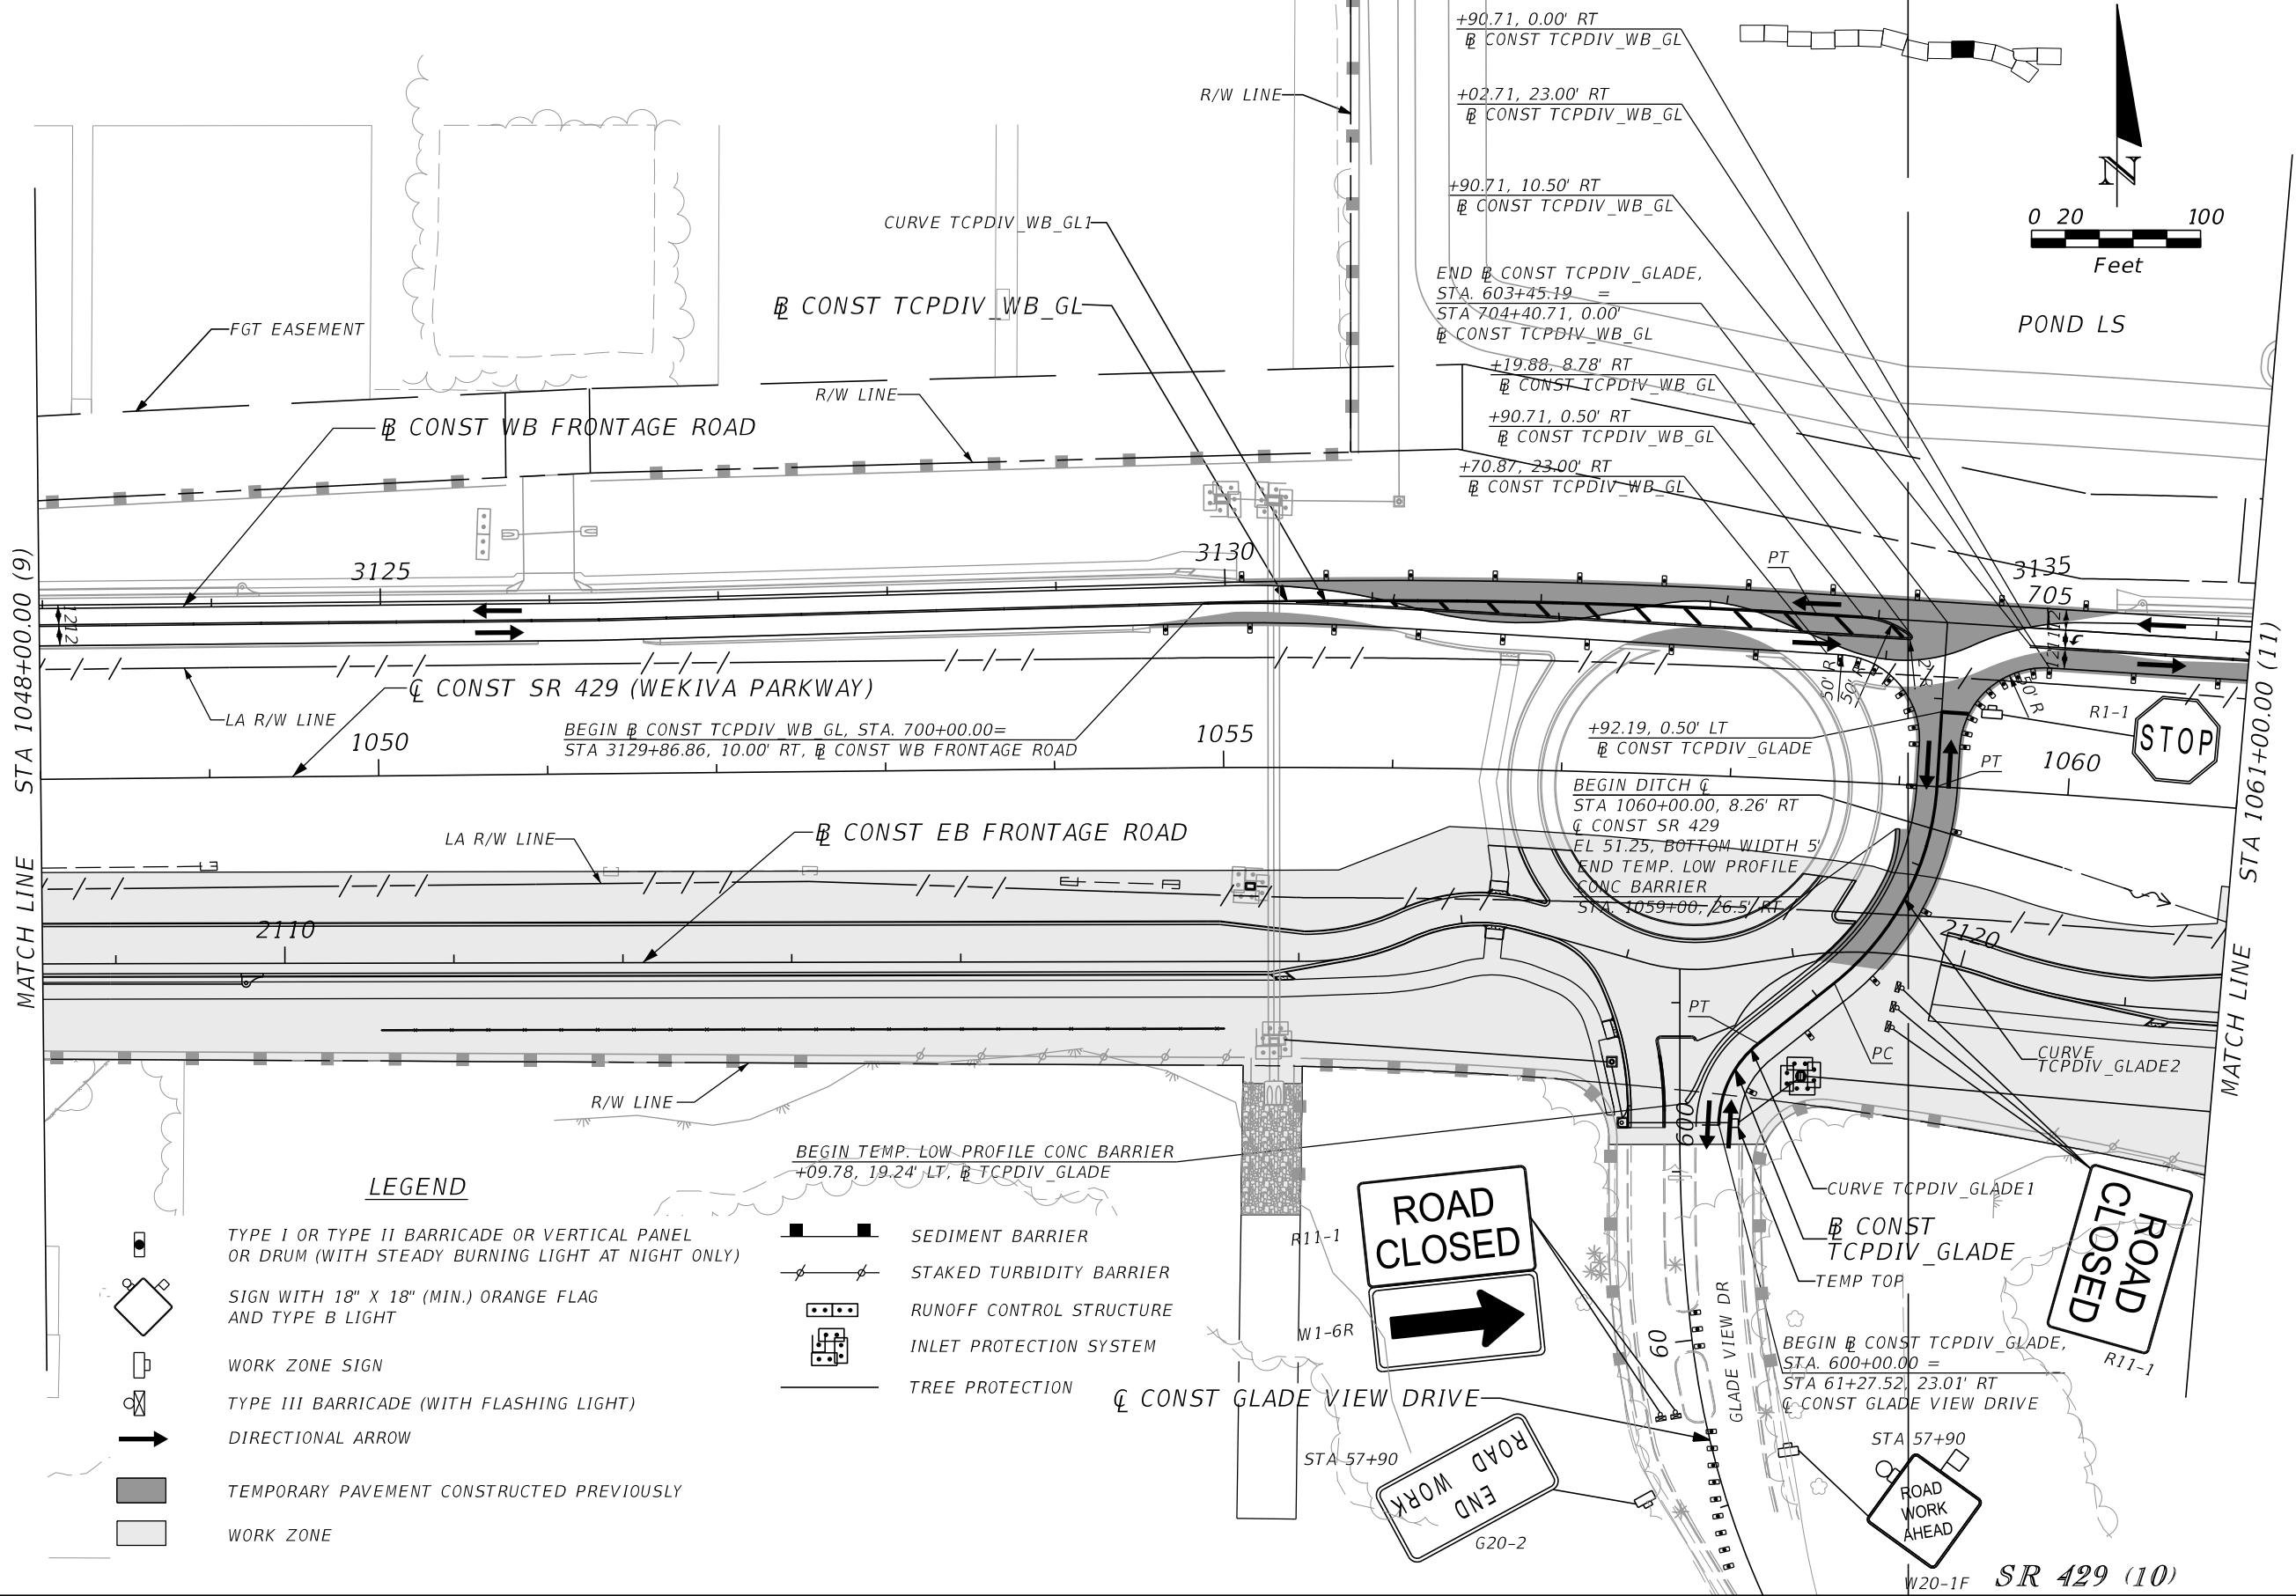 +90.71, 0.00' RT
℄ CONST TCPDIV_WB_GL
+02.71, 23.00' RT
℄ CONST TCPDIV_WB_GL
R/W LINE
+90.71, 10.50' RT
℄ CONST TCPDIV_WB_GL
N
0 20 100
Feet
CURVE TCPDIV_WB_GL1
℄ CONST TCPDIV_WB_GL
END ℄ CONST TCPDIV_GLADE,
STA. 603+45.19 =
STA 704+40.71, 0.00'
℄ CONST TCPDIV_WB_GL
POND LS
FGT EASEMENT
R/W LINE
+19.88, 8.78' RT
℄ CONST TCPDIV_WB_GL
℄ CONST WB FRONTAGE ROAD
+90.71, 0.50' RT
℄ CONST TCPDIV_WB_GL
+70.87, 23.00' RT
℄ CONST TCPDIV_WB_GL
MATCH LINE STA 1048+00.00 (9)
3125
3130
PT
3135
705
12
12
12
11
12
50' R
50' R
2' R
50' R
℄ CONST SR 429 (WEKIVA PARKWAY)
LA R/W LINE
BEGIN ℄ CONST TCPDIV_WB_GL, STA. 700+00.00=
STA 3129+86.86, 10.00' RT, ℄ CONST WB FRONTAGE ROAD
1050
1055
+92.19, 0.50' LT
℄ CONST TCPDIV_GLADE
R1-1
STOP
PT
1060
MATCH LINE STA 1061+00.00 (11)
BEGIN DITCH ℄
STA 1060+00.00, 8.26' RT
℄ CONST SR 429
EL 51.25, BOTTOM WIDTH 5'
END TEMP. LOW PROFILE
CONC BARRIER
STA. 1059+00, 26.5' RT
LA R/W LINE
℄ CONST EB FRONTAGE ROAD
2110
2120
PT
PC
CURVE
TCPDIV_GLADE2
R/W LINE
600
BEGIN TEMP. LOW PROFILE CONC BARRIER
+09.78, 19.24' LT, ℄ TCPDIV_GLADE
CURVE TCPDIV_GLADE1
℄ CONST
TCPDIV_GLADE
TEMP TOP
ROAD
CLOSED
R11-1
LEGEND
TYPE I OR TYPE II BARRICADE OR VERTICAL PANEL
OR DRUM (WITH STEADY BURNING LIGHT AT NIGHT ONLY)
SIGN WITH 18" X 18" (MIN.) ORANGE FLAG
AND TYPE B LIGHT
WORK ZONE SIGN
TYPE III BARRICADE (WITH FLASHING LIGHT)
DIRECTIONAL ARROW
TEMPORARY PAVEMENT CONSTRUCTED PREVIOUSLY
WORK ZONE
SEDIMENT BARRIER
STAKED TURBIDITY BARRIER
RUNOFF CONTROL STRUCTURE
INLET PROTECTION SYSTEM
TREE PROTECTION
R11-1
ROAD
CLOSED
W1-6R
60
GLADE VIEW DR
BEGIN ℄ CONST TCPDIV_GLADE,
STA. 600+00.00 =
STA 61+27.52, 23.01' RT
℄ CONST GLADE VIEW DRIVE
℄ CONST GLADE VIEW DRIVE
STA 57+90
END
ROAD WORK
G20-2
STA 57+90
ROAD
WORK
AHEAD
W20-1F
SR 429 (10)